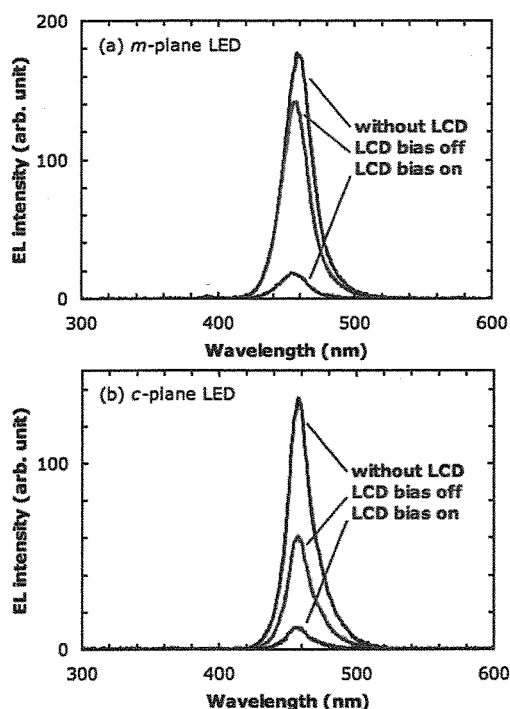 (a) m-plane LED
200
100
0
EL intensity (arb. unit)
without LCD
LCD bias off
LCD bias on
300
400
500
600
Wavelength (nm)
(b) c-plane LED
100
0
EL intensity (arb. unit)
without LCD
LCD bias off
LCD bias on
300
400
500
600
Wavelength (nm)